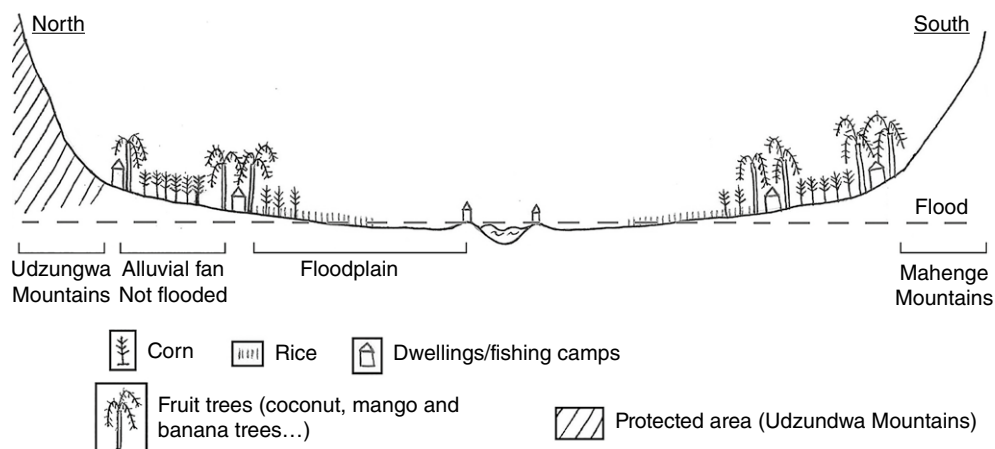 North
South
Flood
Udzungwa
Mountains
Alluvial fan
Not flooded
Floodplain
Mahenge
Mountains
Corn
Rice
Dwellings/fishing camps
Fruit trees (coconut, mango and
banana trees…)
Protected area (Udzundwa Mountains)